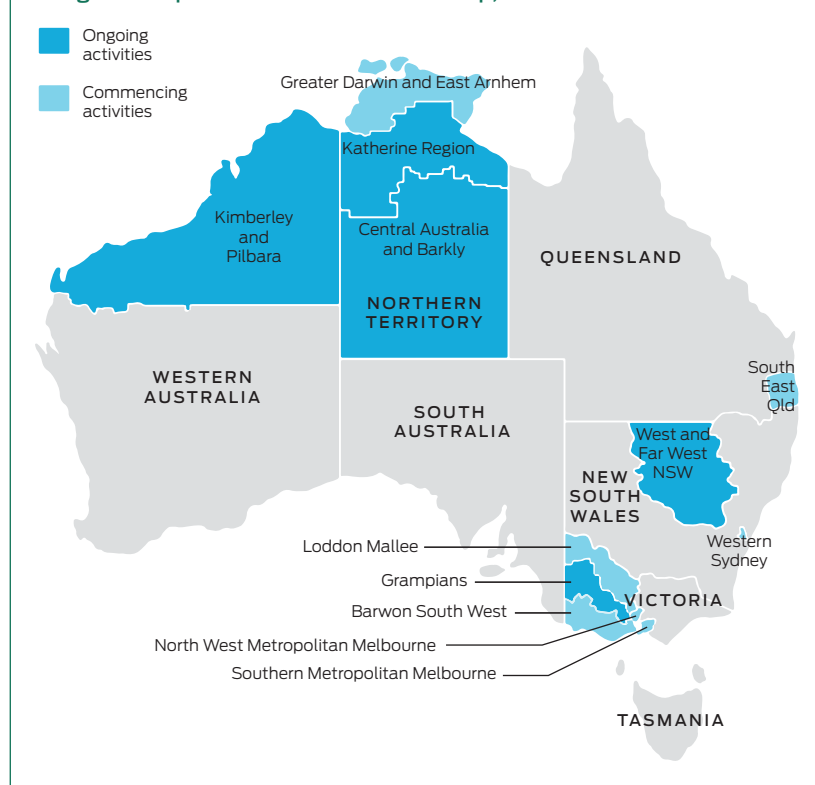 Ongoing
activities
Commencing
activities
Greater Darwin and East Arnhem
Katherine Region
Kimberley
and
Pilbara
Central Australia
and Barkly
NORTHERN
TERRITORY
QUEENSLAND
WESTERN
AUSTRALIA
SOUTH
AUSTRALIA
South
East
Qld
West and
Far West
NSW
NEW
SOUTH
WALES
Western
Sydney
Loddon Mallee
Grampians
Barwon South West
VICTORIA
North West Metropolitan Melbourne
Southern Metropolitan Melbourne
TASMANIA